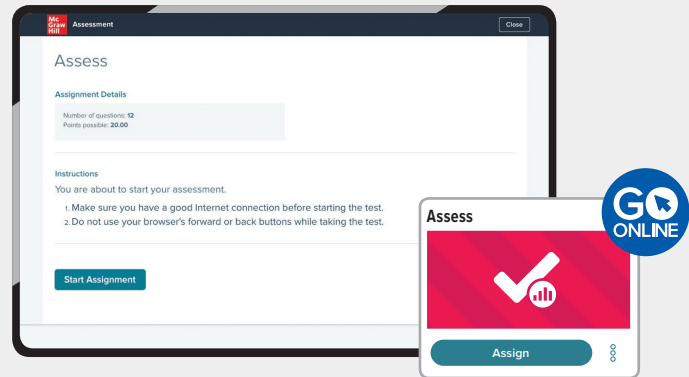 Mc
Graw
Hill
Assessment
Close
Assess
Assignment Details
Number of questions: 12
Points possible: 20.00
Instructions
You are about to start your assessment.
1. Make sure you have a good Internet connection before starting the test.
2. Do not use your browser's forward or back buttons while taking the test.
Start Assignment
Assess
GO
ONLINE
Assign